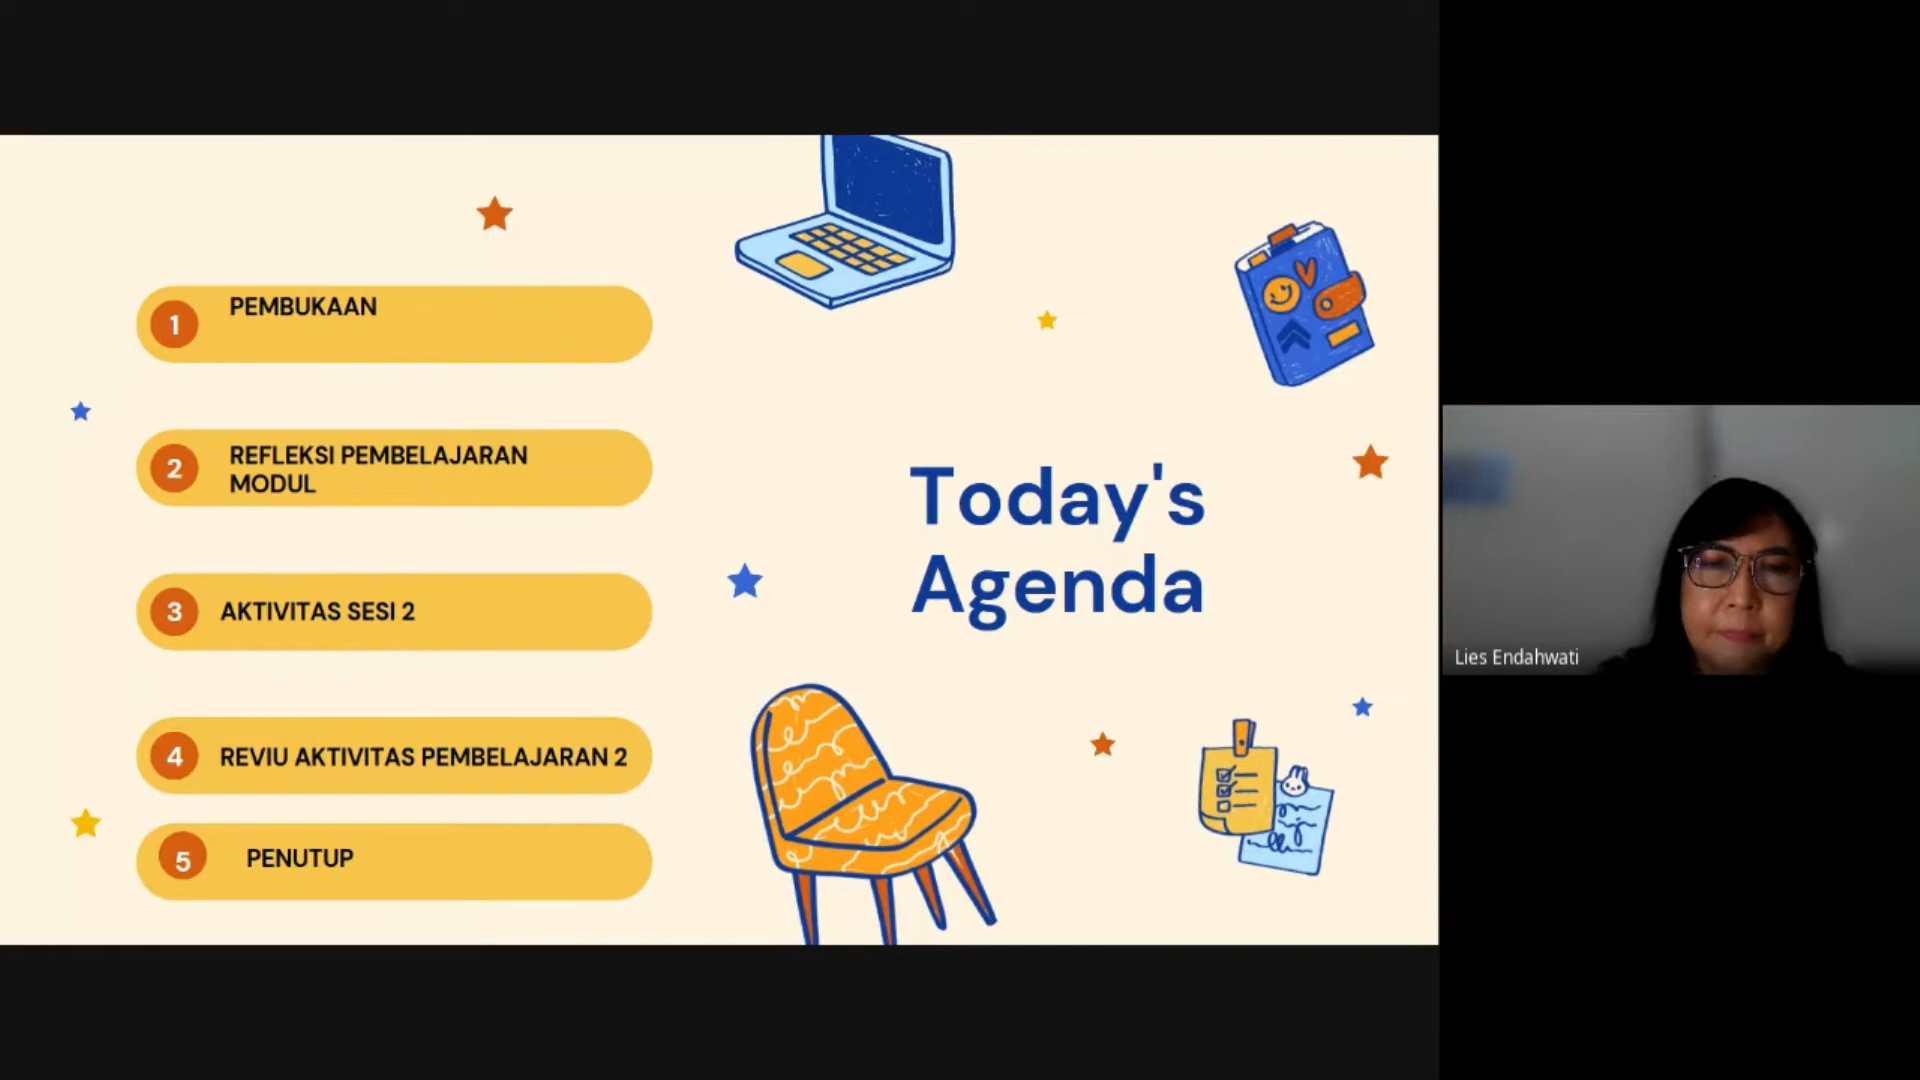 1
PEMBUKAAN
2
REFLEKSI PEMBELAJARAN
MODUL
3
AKTIVITAS SESI 2
4
REVIU AKTIVITAS PEMBELAJARAN 2
5
PENUTUP
Today's
Agenda
Lies Endahwati